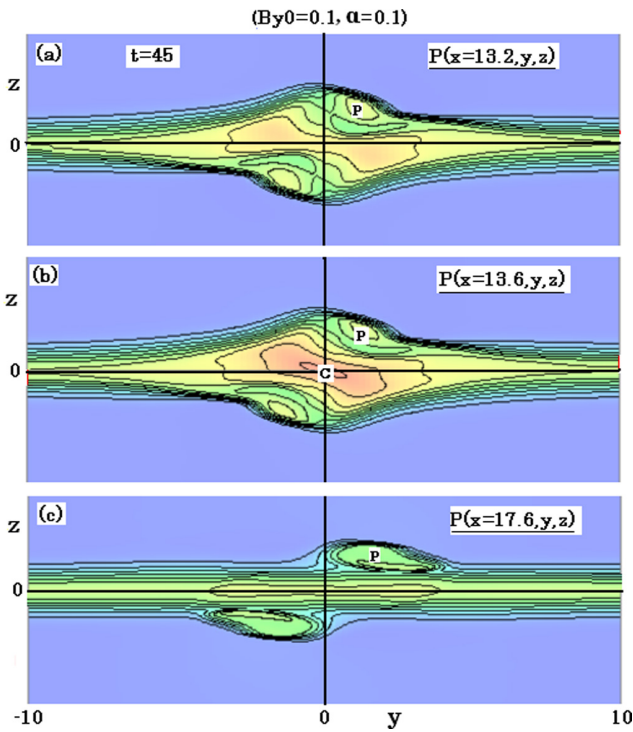 (By0=0.1, α=0.1)
(a) t=45 P(x=13.2,y,z)
P
z
0
(b) P(x=13.6,y,z)
z
P
0 C
(c) P(x=17.6,y,z)
z
P
0
-10 0 y 10